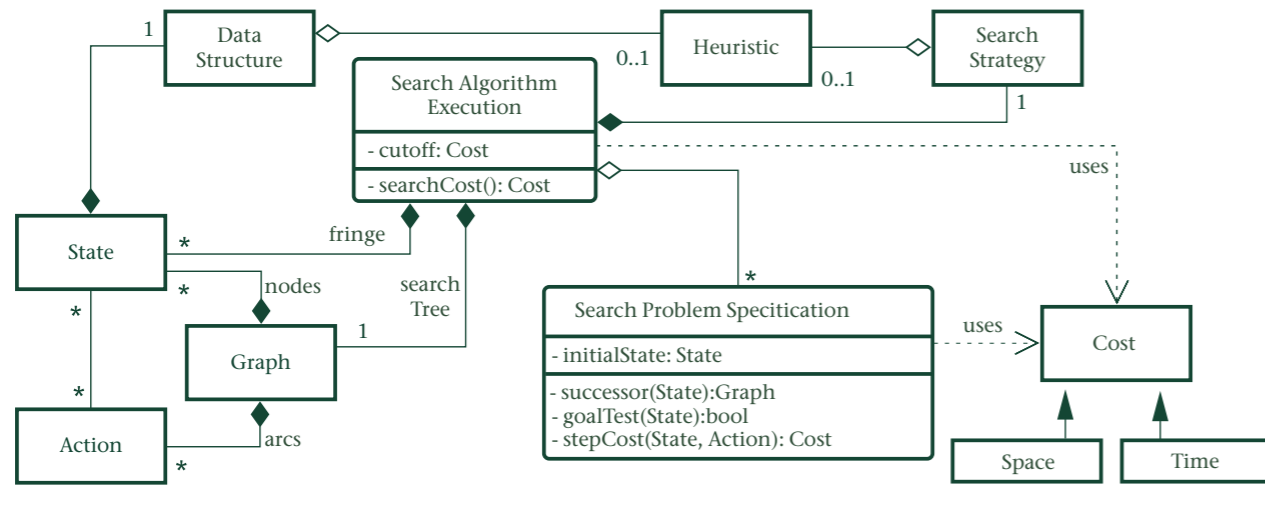 1
Data
Structure
0..1
Heuristic
0..1
Search
Strategy
1
Search Algorithm
Execution
- cutoff: Cost
- searchCost(): Cost
uses
State
*
fringe
*
nodes
search
Tree
*
*
1
Graph
*
Action
arcs
*
Search Problem Specitication
- initialState: State
- successor(State):Graph
- goalTest(State):bool
- stepCost(State, Action): Cost
uses
Cost
Space
Time